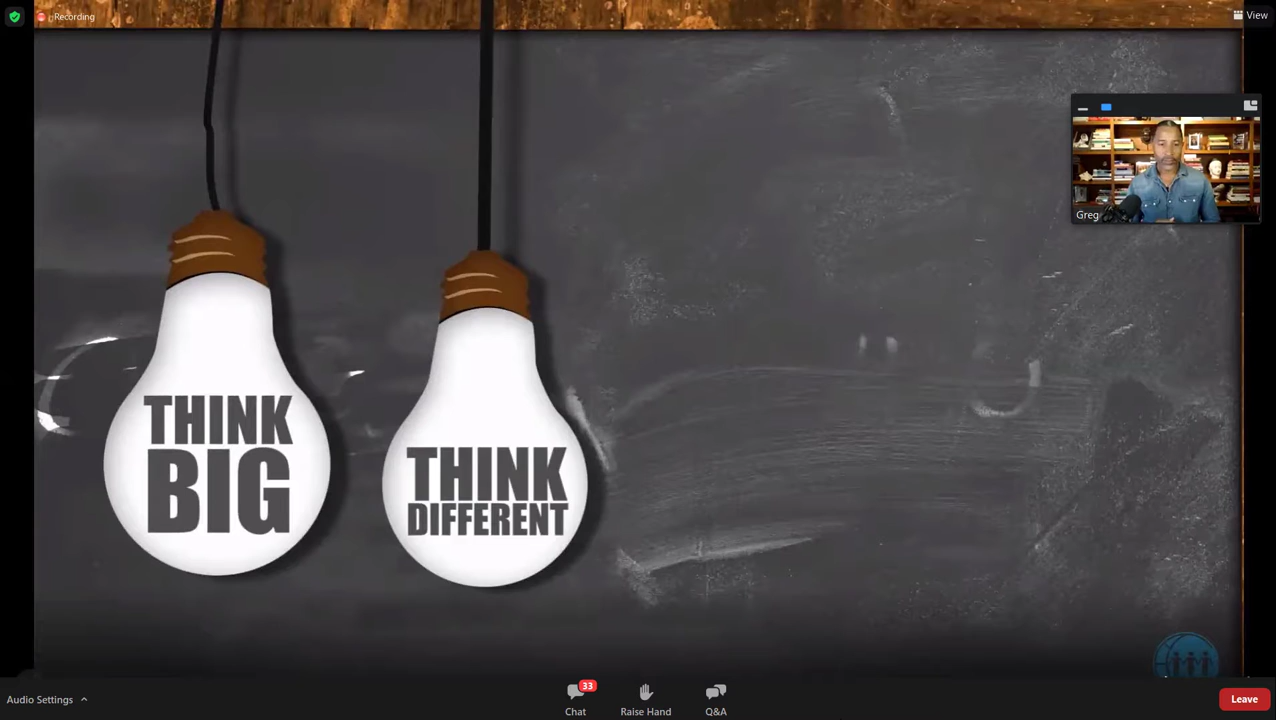 Recording
View
Greg
THINK
BIG
THINK
DIFFERENT
Audio Settings
33
Chat
Raise Hand
Q&A
Leave